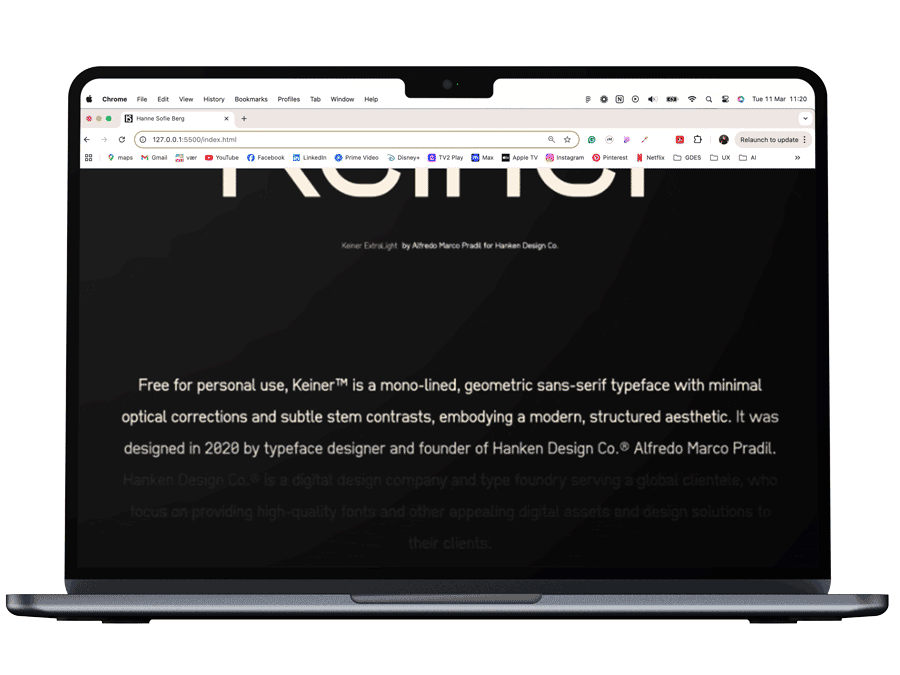 Chrome File Edit View History Bookmarks Profiles Tab Window Help Tue 11 Mar 11:20
Hanne Sofie Berg
127.0.0.1:5500/index.html Relaunch to update
maps Gmail vær YouTube Facebook LinkedIn Prime Video Disney+ TV2 Play Max Apple TV Instagram Pinterest Netflix GDES UX AI
Keiner
Keiner ExtraLight by Alfredo Marco Pradil for Hanken Design Co.
Free for personal use, Keiner™ is a mono-lined, geometric sans-serif typeface with minimal
optical corrections and subtle stem contrasts, embodying a modern, structured aesthetic. It was
designed in 2020 by typeface designer and founder of Hanken Design Co.® Alfredo Marco Pradil.
Hanken Design Co.® is a digital design company and type foundry serving a global clientele, who
focus on providing high-quality fonts and other appealing digital assets and design solutions to
their clients.